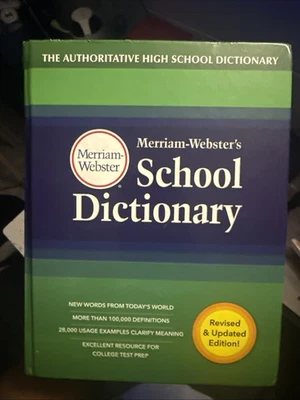 THE AUTHORITATIVE HIGH SCHOOL DICTIONARY
Merriam-
Webster
®
Merriam-Webster's
School
Dictionary
NEW WORDS FROM TODAY'S WORLD
MORE THAN 100,000 DEFINITIONS
28,000 USAGE EXAMPLES CLARIFY MEANING
EXCELLENT RESOURCE FOR
COLLEGE TEST PREP
Revised
& Updated
Edition!